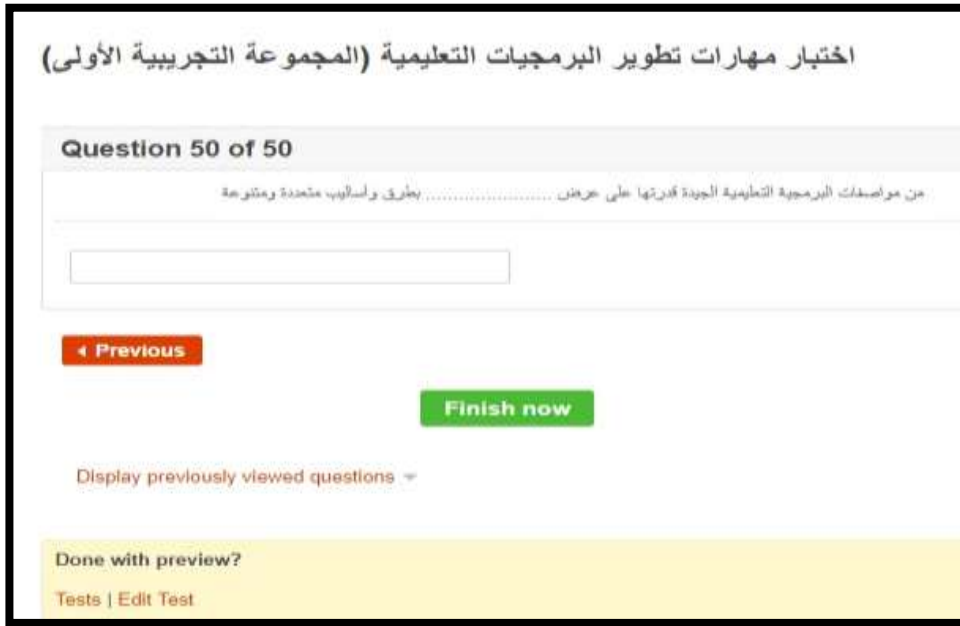 اختبار مهارات تطوير البرمجيات التعليمية (المجموعة التجريبية الأولى)
Question 50 of 50
من مواصفات البرمجية التعليمية الجيدة قدرتها على عرض ........................ بطرق وأساليب متعددة ومتنوعة
Previous
Finish now
Display previously viewed questions
Done with preview?
Tests | Edit Test